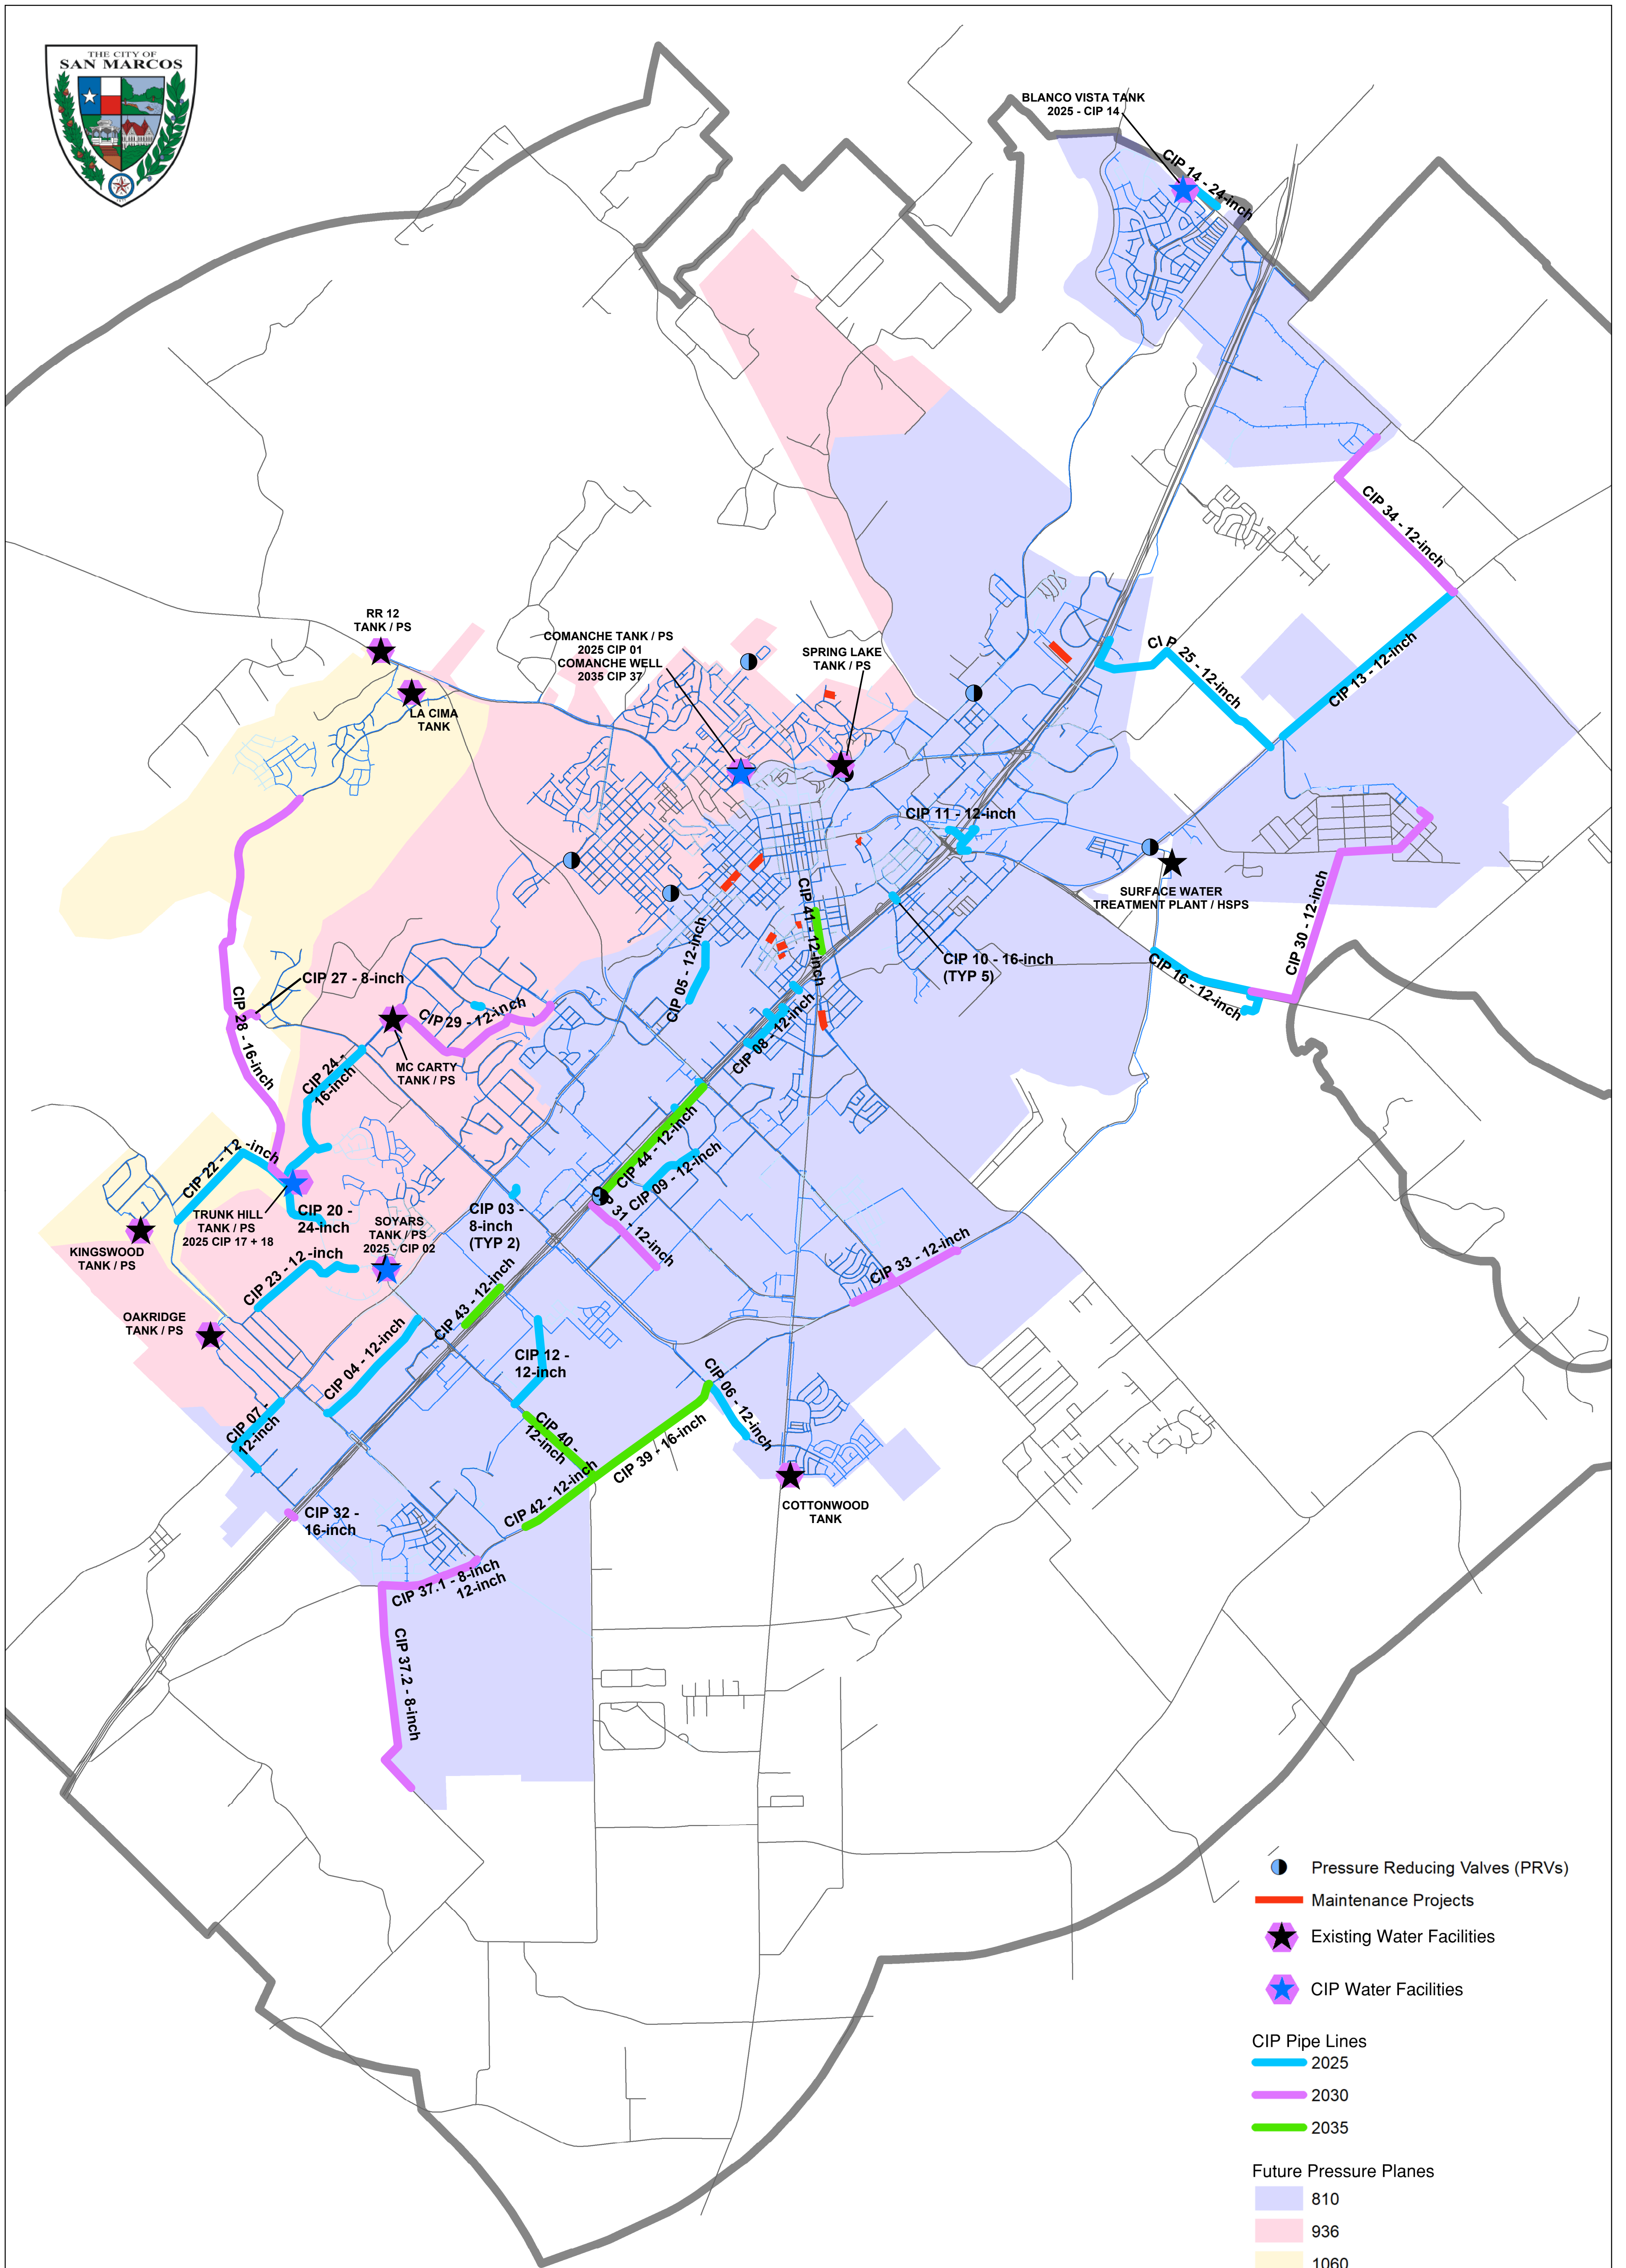 THE CITY OF
SAN MARCOS
BLANCO VISTA TANK
2025 - CIP 14
CIP 14 - 24-inch
CIP 34 - 12-inch
RR 12
TANK / PS
COMANCHE TANK / PS
2025 CIP 01
COMANCHE WELL
2035 CIP 37
SPRING LAKE
TANK / PS
CI P 25 - 12-inch
CIP 13 - 12-inch
LA CIMA
TANK
CIP 11 - 12-inch
SURFACE WATER
TREATMENT PLANT / HSPS
CIP 41 - 12-inch
CIP 05 - 12-inch
CIP 10 - 16-inch
(TYP 5)
CIP 30 - 12-inch
CIP 16 - 12-inch
CIP 27 - 8-inch
CIP 28 - 16-inch
CIP 29 - 12-inch
CIP 08 - 12-inch
MC CARTY
TANK / PS
CIP 24 -
16-inch
CIP 22 - 12 -inch
CIP 44 - 12-inch
CIP 09 - 12-inch
TRUNK HILL
TANK / PS
2025 CIP 17 + 18
CIP 20 -
24-inch
SOYARS
TANK / PS
2025 - CIP 02
CIP 03 -
8-inch
(TYP 2)
CIP 31 - 12-inch
KINGSWOOD
TANK / PS
CIP 23 - 12 -inch
CIP 33 - 12-inch
OAKRIDGE
TANK / PS
CIP 43 - 12-inch
CIP 04 - 12-inch
CIP 12 -
12-inch
CIP 06 - 12-inch
CIP 07 -
12-inch
CIP 40 -
12-inch
CIP 39 - 16-inch
CIP 42 - 12-inch
COTTONWOOD
TANK
CIP 32 -
16-inch
CIP 37.1 - 8-inch
12-inch
CIP 37.2 - 8-inch
Pressure Reducing Valves (PRVs)
Maintenance Projects
Existing Water Facilities
CIP Water Facilities
CIP Pipe Lines
2025
2030
2035
Future Pressure Planes
810
936
1060